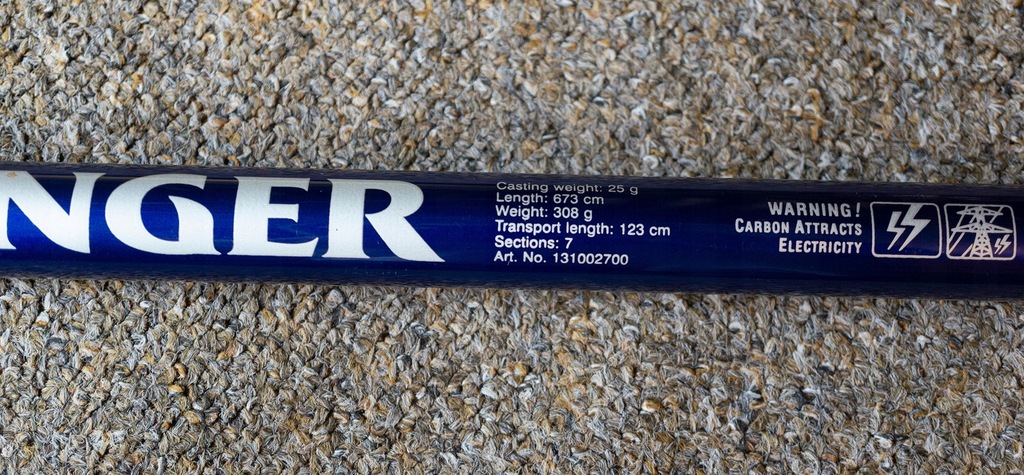 NGER
Casting weight: 25 g
Length: 673 cm
Weight: 308 g
Transport length: 123 cm
Sections: 7
Art. No. 131002700
WARNING!
CARBON ATTRACTS
ELECTRICITY